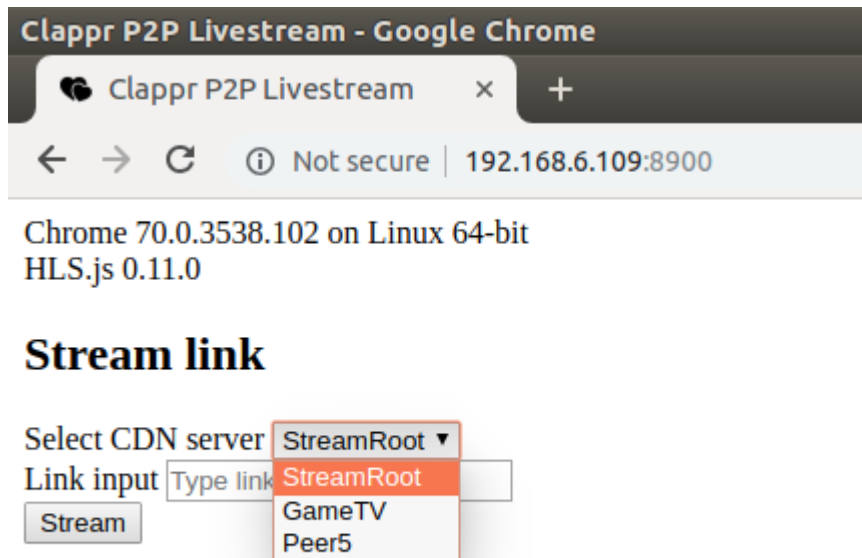 Clappr P2P Livestream - Google Chrome
Clappr P2P Livestream × +
Not secure | 192.168.6.109:8900
Chrome 70.0.3538.102 on Linux 64-bit
HLS.js 0.11.0
Stream link
Select CDN server StreamRoot
Link input Type link
StreamRoot
GameTV
Peer5
Stream